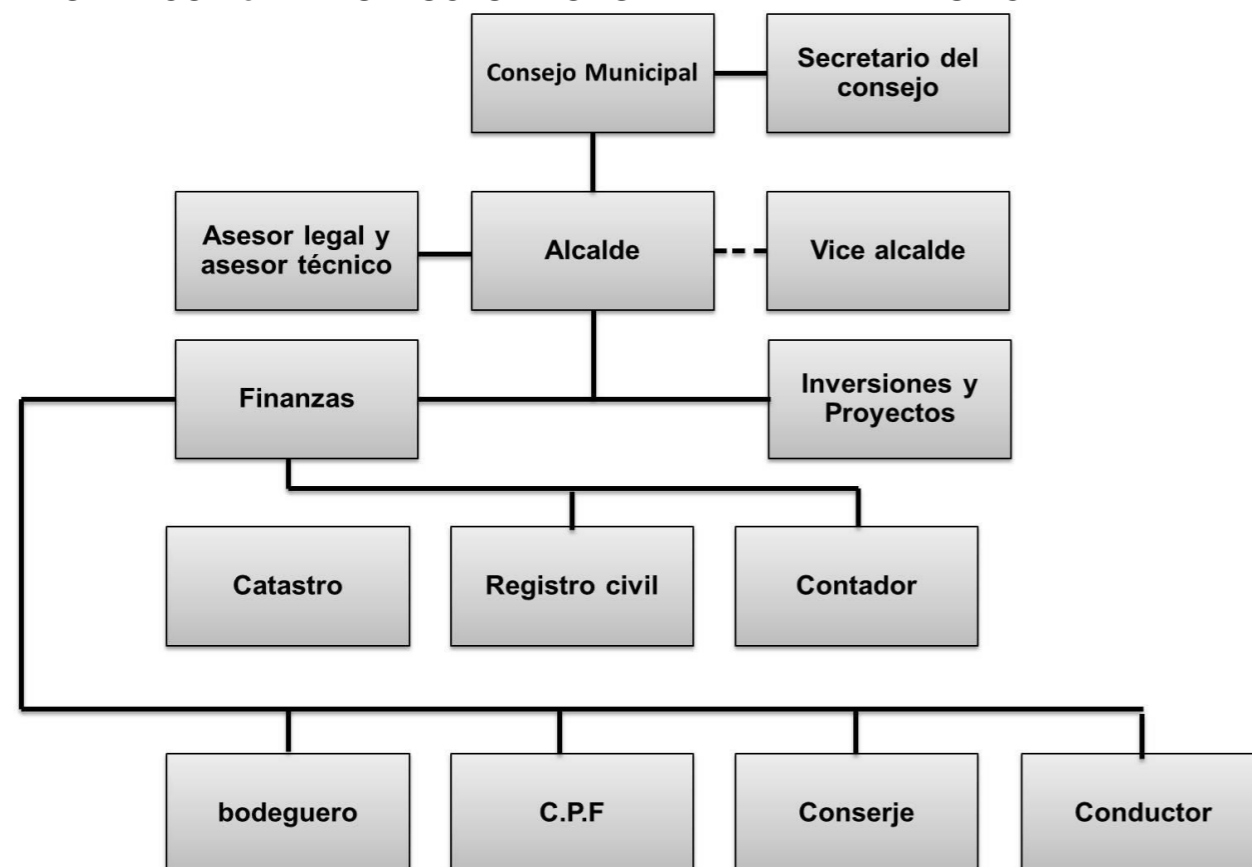 Consejo Municipal
Secretario del
consejo
Asesor legal y
asesor técnico
Alcalde
Vice alcalde
Finanzas
Inversiones y
Proyectos
Catastro
Registro civil
Contador
bodeguero
C.P.F
Conserje
Conductor